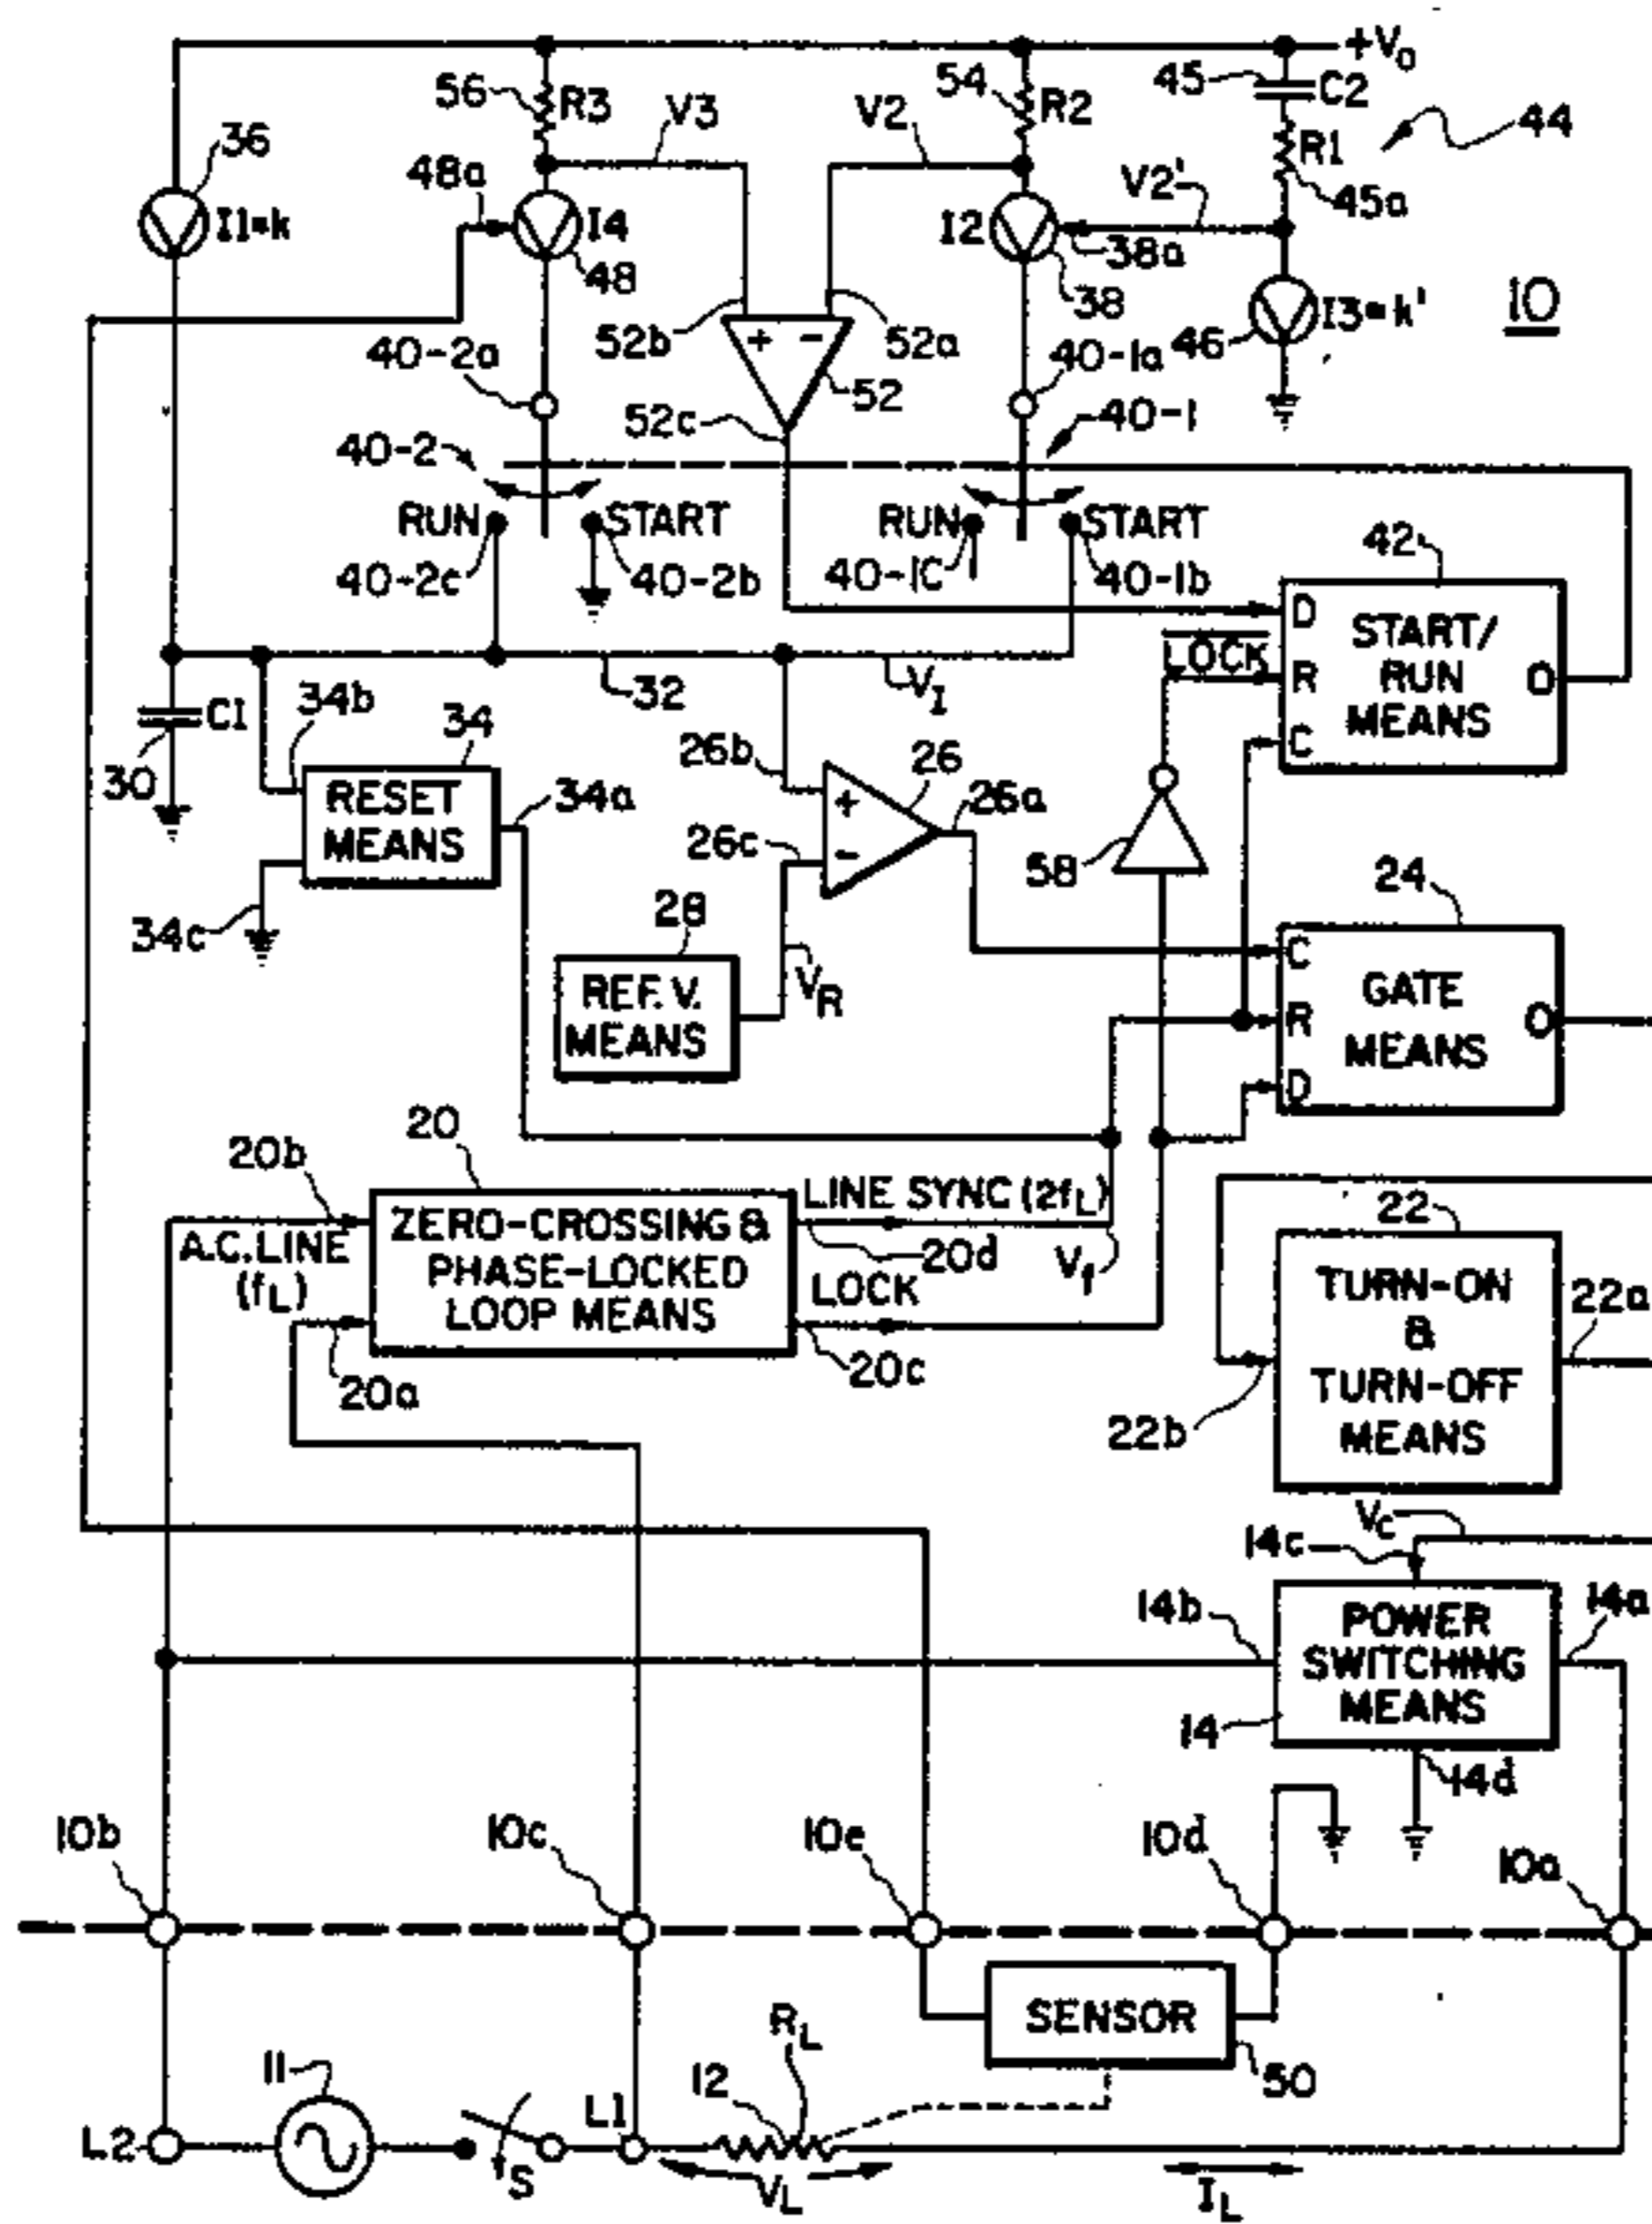 +Vo
56
R3
V3
V2
54
R2
45
C2
44
36
48a
V2'
R1
45a
I1=k
I4
I2
38a
48
38
10
52b
+
-
52a
46
I3=k'
40-2a
52
40-1a
52c
40-1
40-2
RUN
START
RUN
START
42
40-2c
40-2b
40-1C
40-1b
D
START/
RUN
MEANS
LOCK
R
O
C
32
VI
C1
34b
34
26b
26
30
RESET
MEANS
34a
+
-
26a
26c
58
24
34c
28
C
GATE
MEANS
R
O
D
REF. V.
MEANS
VR
20
20b
LINE SYNC (2fL)
22
A.C. LINE
(fL)
ZERO-CROSSING &
PHASE-LOCKED
LOOP MEANS
20d
Vf
LOCK
TURN-ON
&
TURN-OFF
MEANS
22a
20a
20c
22b
Vc
14c
14b
POWER
SWITCHING
MEANS
14a
14
14d
10b
10c
10e
10d
10a
SENSOR
RL
11
12
50
L2
L1
S
VL
IL